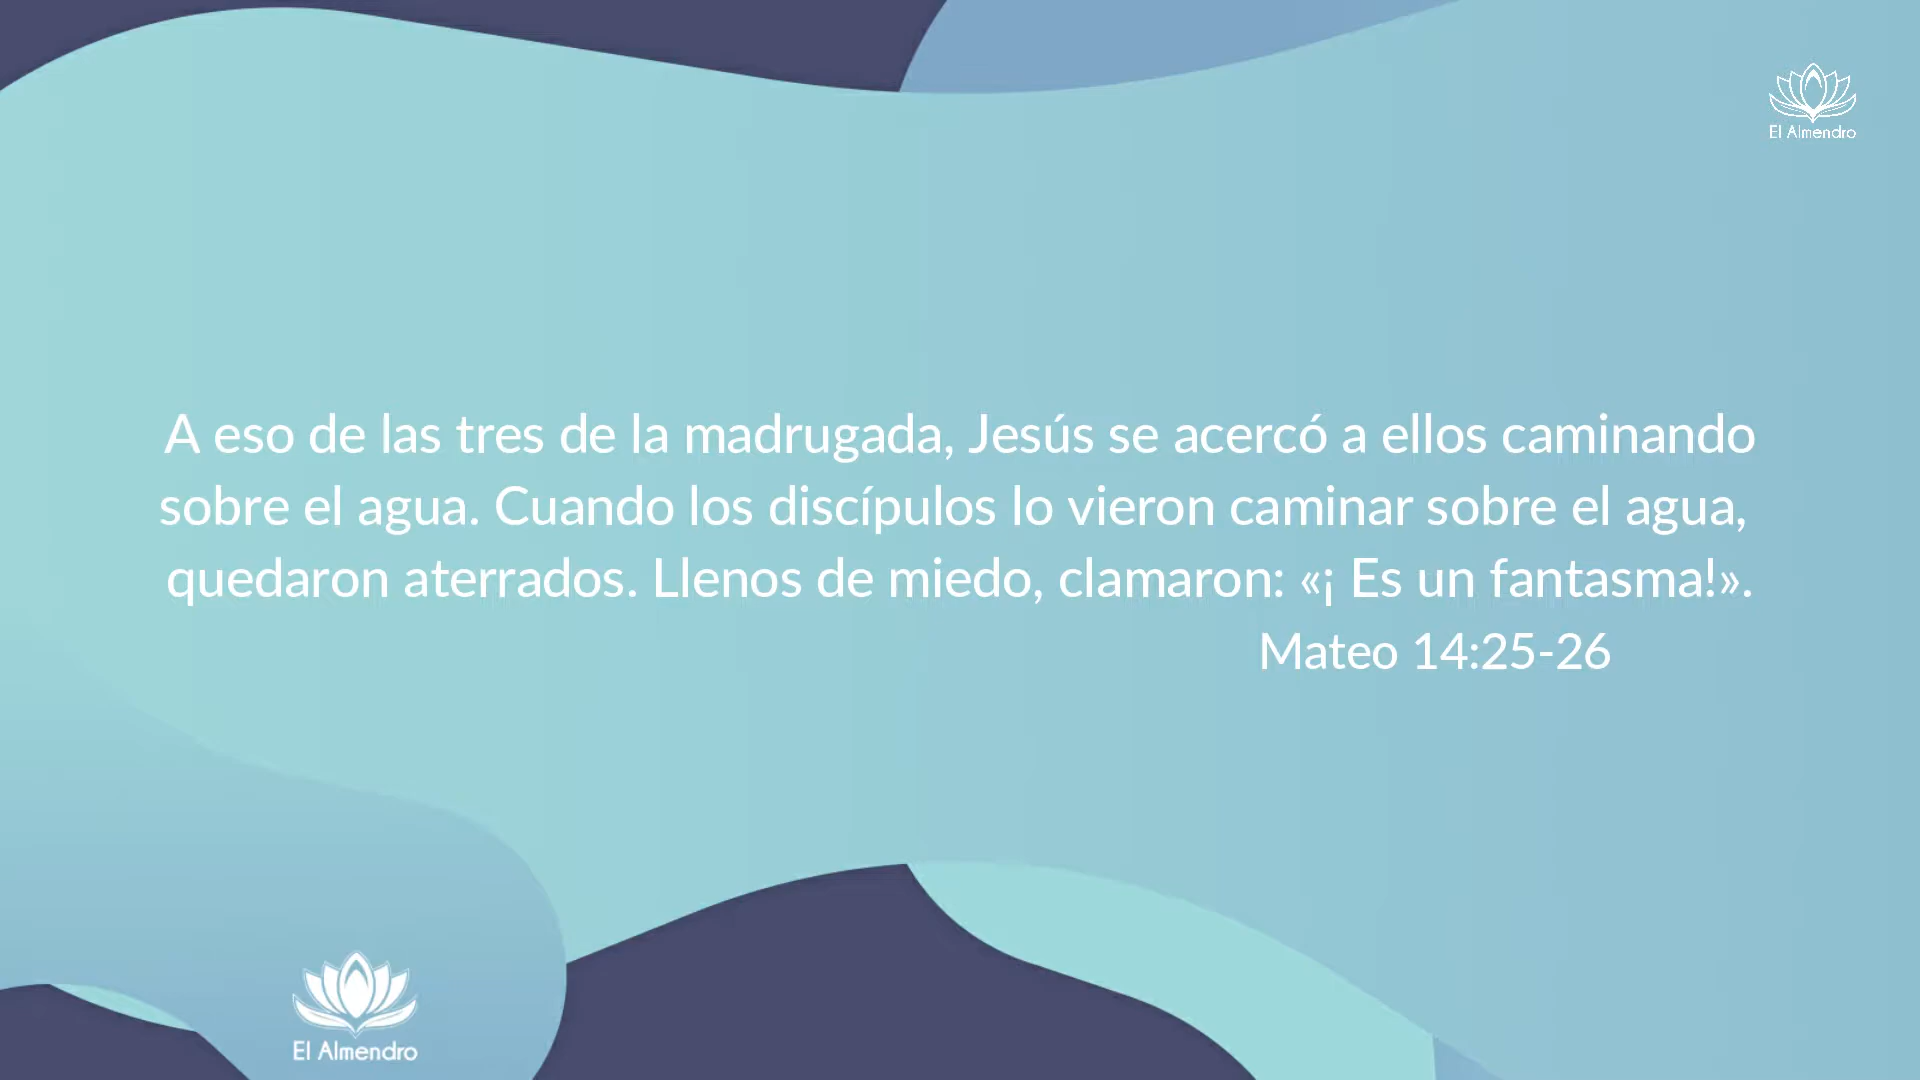 El Almendro
A eso de las tres de la madrugada, Jesús se acercó a ellos caminando
sobre el agua. Cuando los discípulos lo vieron caminar sobre el agua,
quedaron aterrados. Llenos de miedo, clamaron: «¡ Es un fantasma!».
Mateo 14:25-26
El Almendro